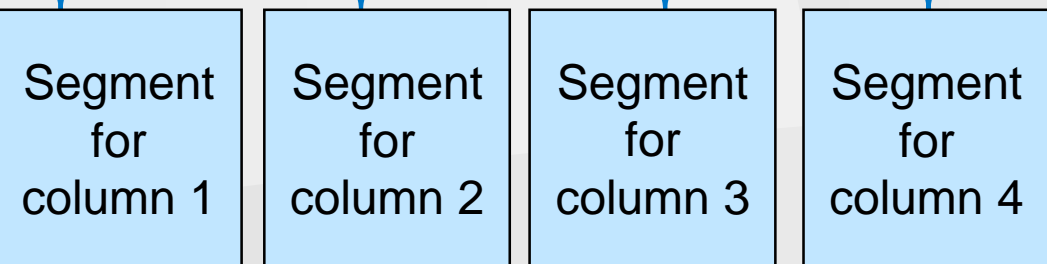 Segment
for
column 1
Segment
for
column 2
Segment
for
column 3
Segment
for
column 4